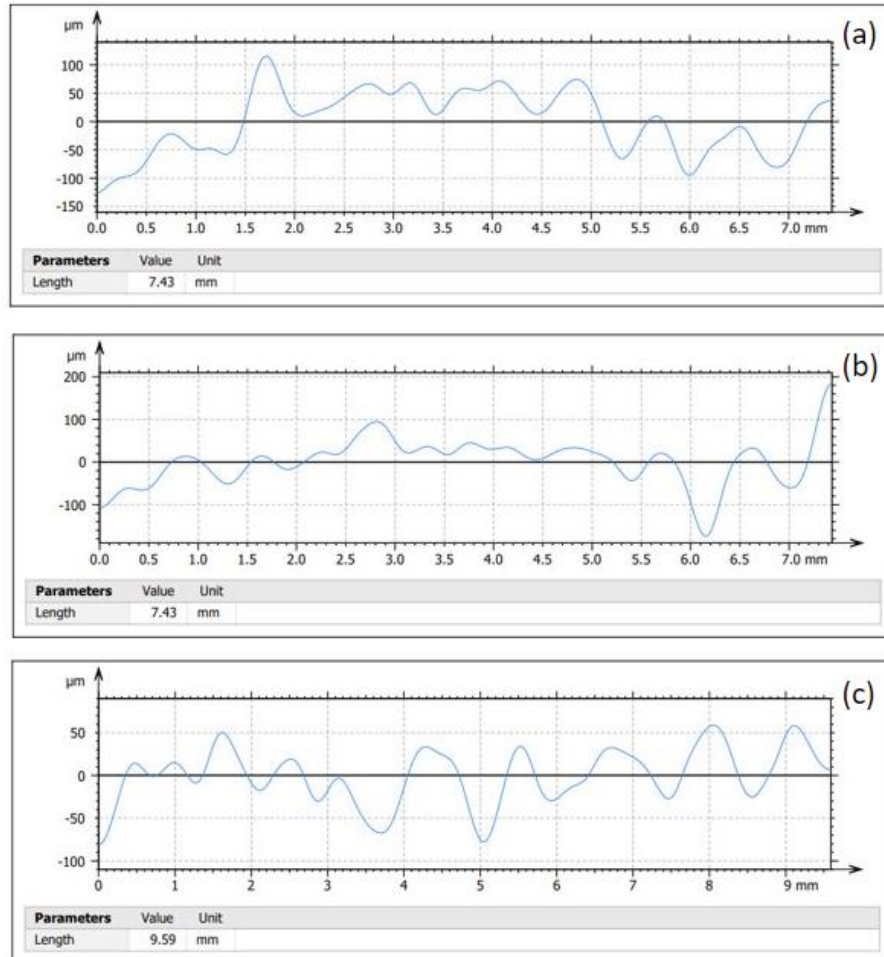 µm
(a)
100
50
0
-50
-100
-150
0.0 0.5 1.0 1.5 2.0 2.5 3.0 3.5 4.0 4.5 5.0 5.5 6.0 6.5 7.0 mm
Parameters Value Unit
Length 7.43 mm
µm
(b)
200
100
0
-100
0.0 0.5 1.0 1.5 2.0 2.5 3.0 3.5 4.0 4.5 5.0 5.5 6.0 6.5 7.0 mm
Parameters Value Unit
Length 7.43 mm
µm
(c)
50
0
-50
-100
0 1 2 3 4 5 6 7 8 9 mm
Parameters Value Unit
Length 9.59 mm